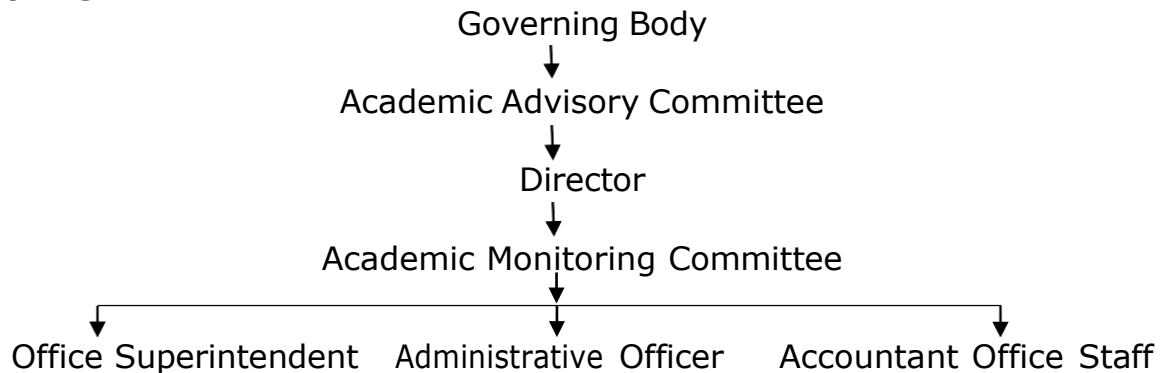 Governing Body
Academic Advisory Committee
Director
Academic Monitoring Committee
Office Superintendent Administrative Officer Accountant Office Staff